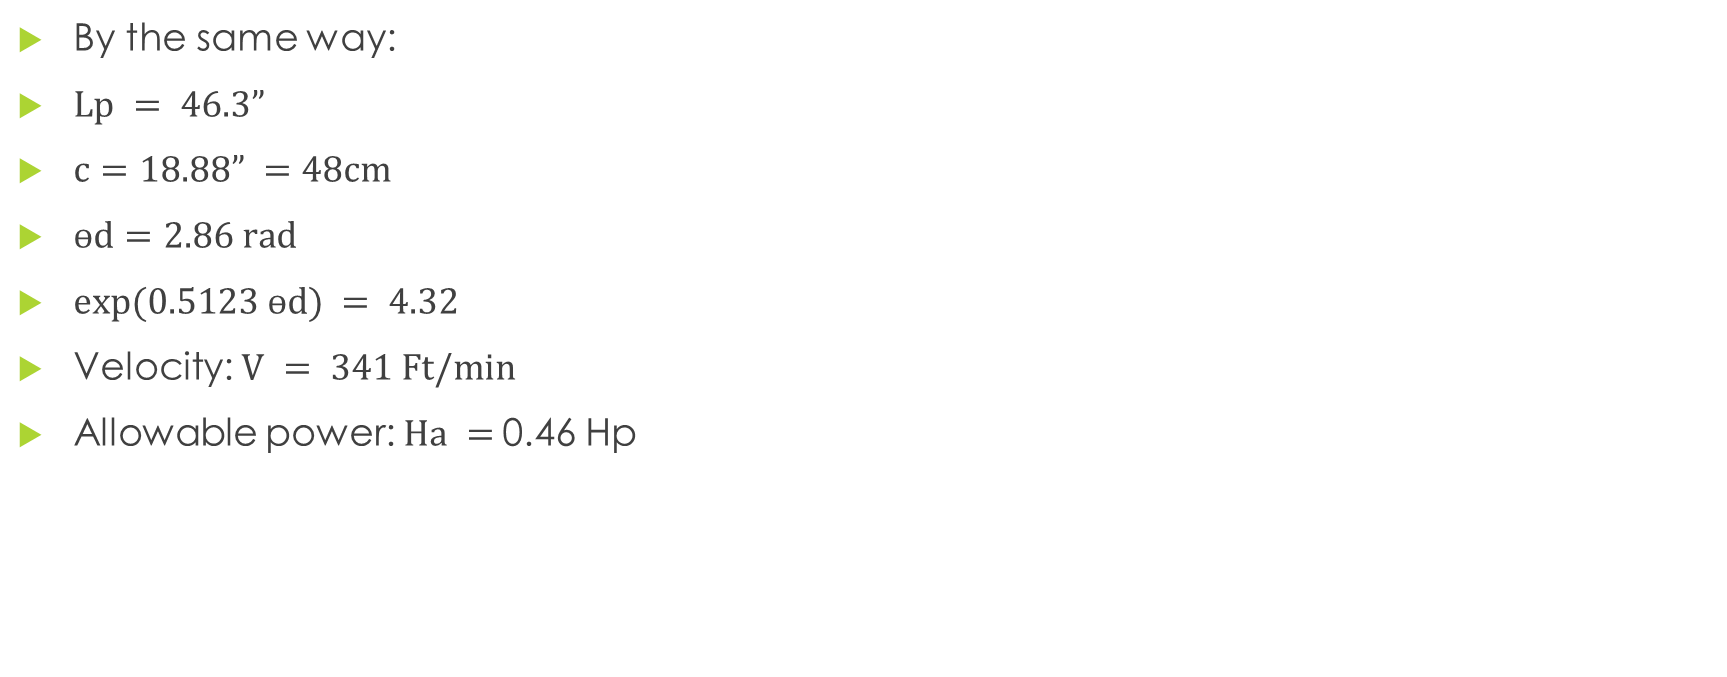 By the same way:
Lp = 46.3”
c = 18.88” = 48cm
ɵd = 2.86 rad
exp(0.5123 ɵd) = 4.32
Velocity: V = 341 Ft/min
Allowable power: Ha = 0.46 Hp